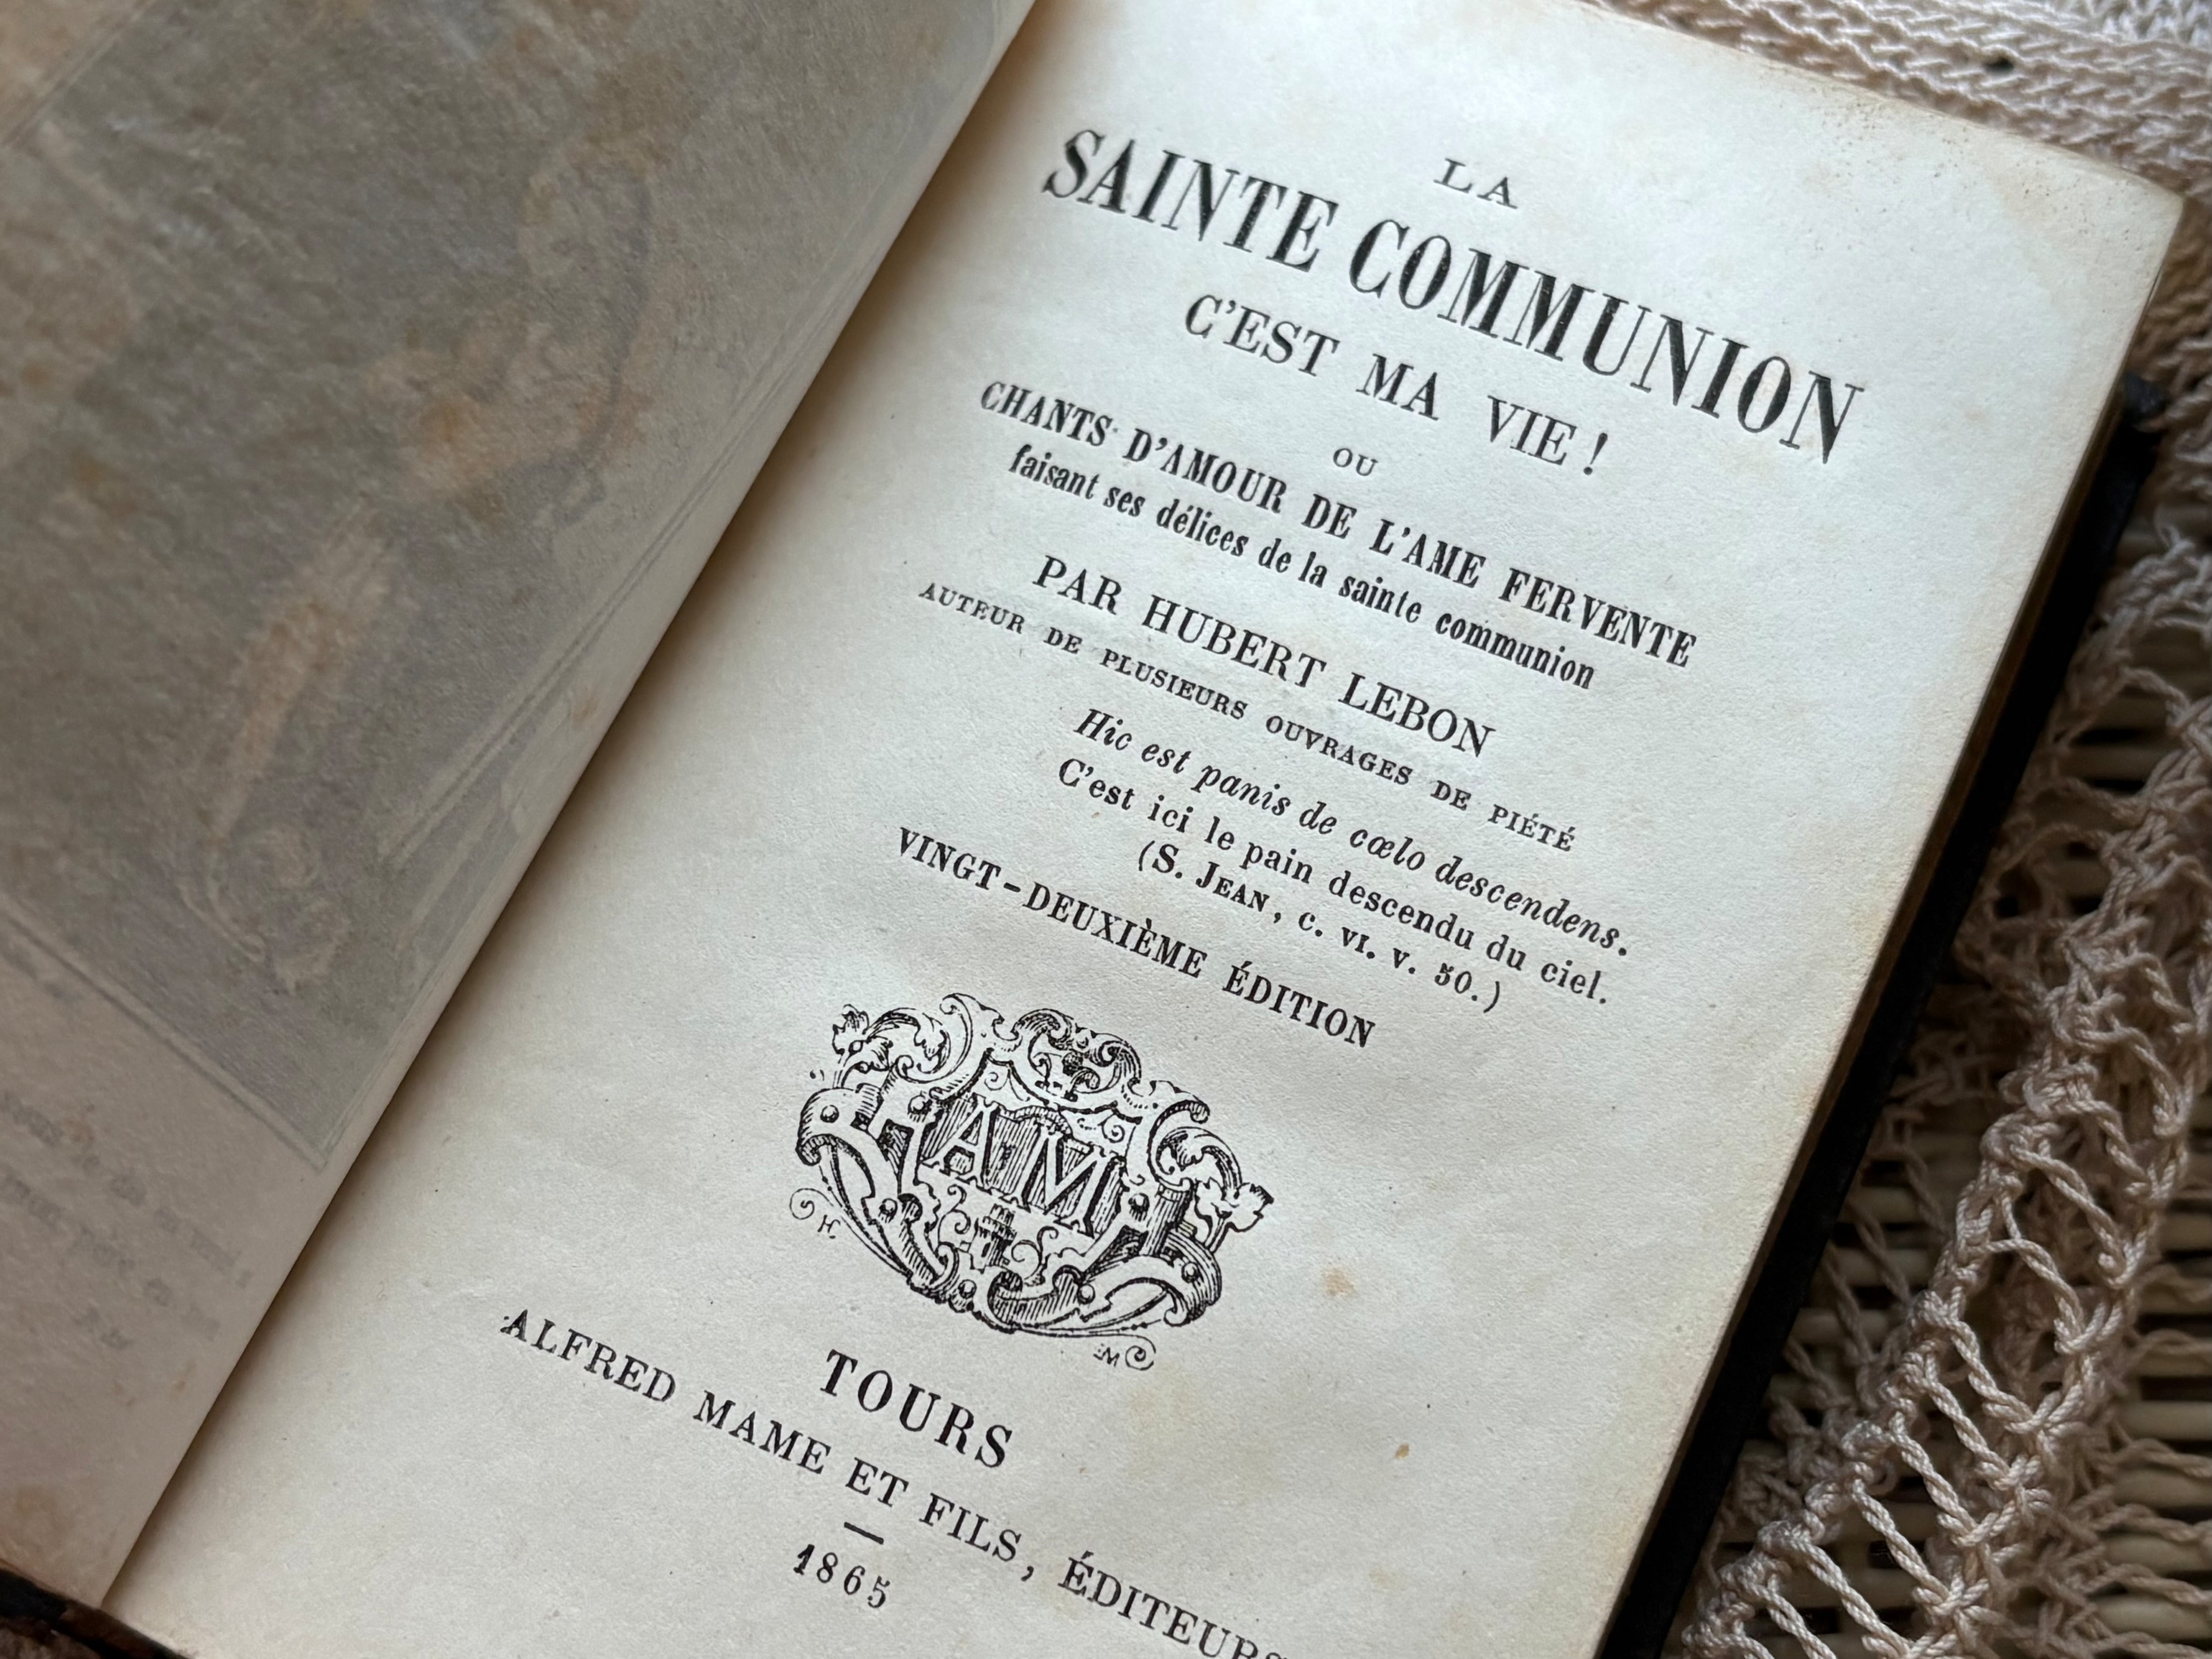 LA
SAINTE COMMUNION
C'EST MA VIE !
OU
CHANTS D'AMOUR DE L'AME FERVENTE
faisant ses délices de la sainte communion
PAR HUBERT LEBON
AUTEUR DE PLUSIEURS OUVRAGES DE PIÉTÉ
Hic est panis de cœlo descendens.
C'est ici le pain descendu du ciel.
(S. JEAN, c. VI. v. 50.)
VINGT-DEUXIÈME ÉDITION
AM
TOURS
ALFRED MAME ET FILS, ÉDITEURS
1865